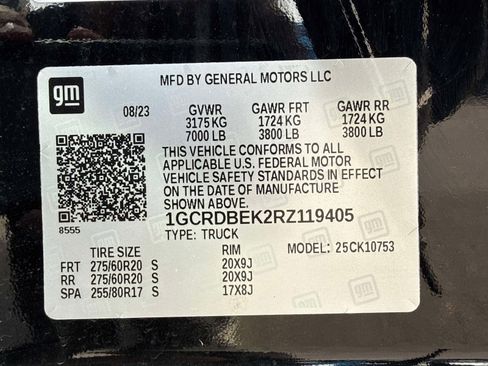 gm
MFD BY GENERAL MOTORS LLC
08/23 GVWR GAWR FRT GAWR RR
3175 KG 1724 KG 1724 KG
7000 LB 3800 LB 3800 LB
THIS VEHICLE CONFORMS TO ALL
APPLICABLE U.S. FEDERAL MOTOR
VEHICLE SAFETY STANDARDS IN
EFFECT ON THE DATE OF MANUFACTURE
SHOWN ABOVE.
8555
1GCRDBEK2RZ119405
TYPE: TRUCK
TIRE SIZE RIM MODEL: 25CK10753
FRT 275/60R20 S 20X9J
RR 275/60R20 S 20X9J
SPA 255/80R17 S 17X8J